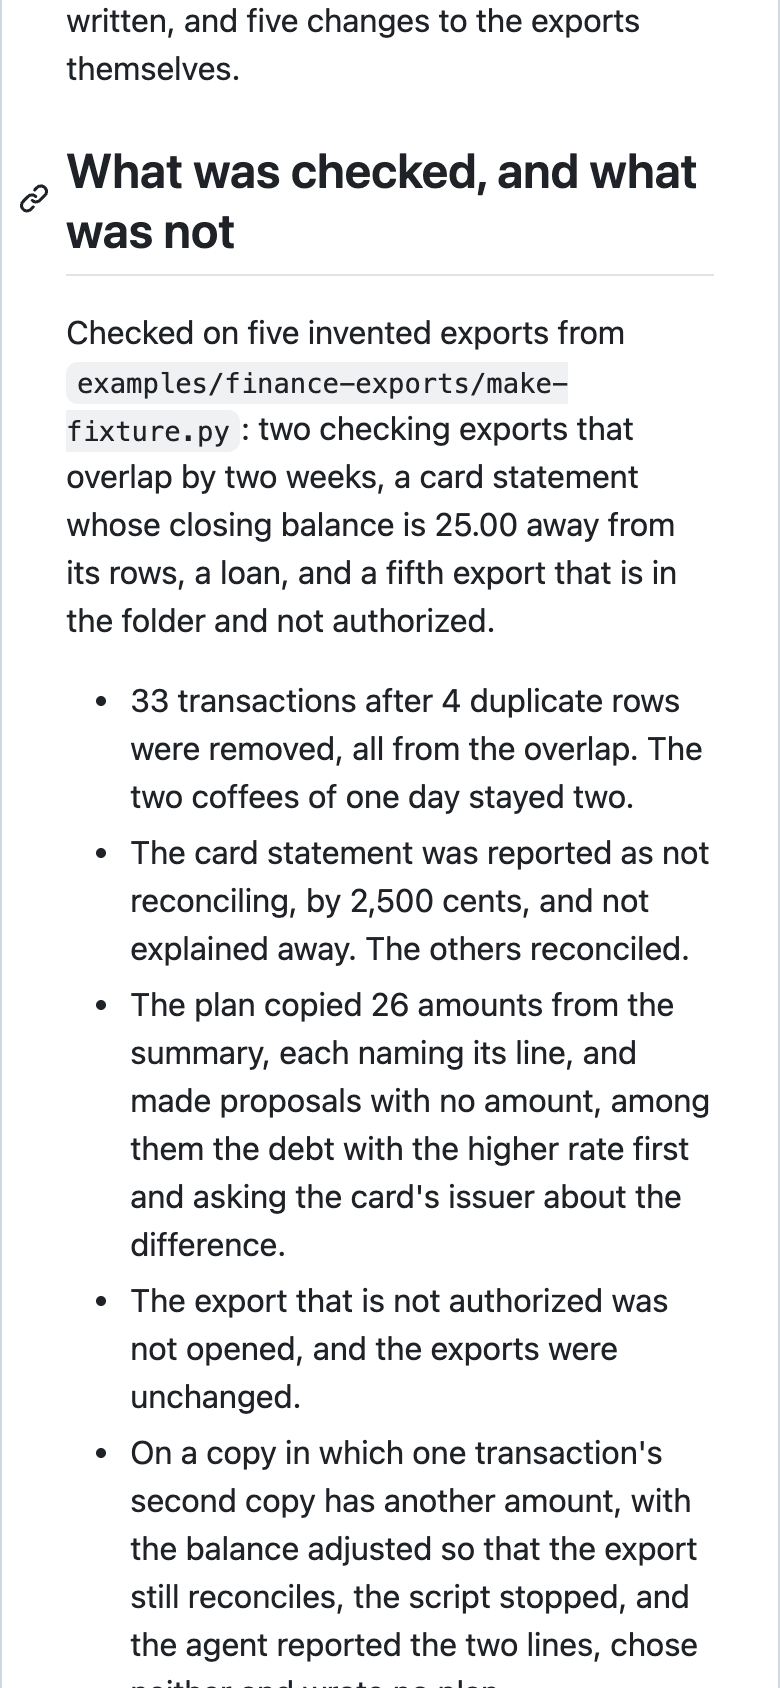 written, and five changes to the exports
themselves.
What was checked, and what
was not
Checked on five invented exports from
examples/finance-exports/make-
fixture.py: two checking exports that
overlap by two weeks, a card statement
whose closing balance is 25.00 away from
its rows, a loan, and a fifth export that is in
the folder and not authorized.
• 33 transactions after 4 duplicate rows
were removed, all from the overlap. The
two coffees of one day stayed two.
• The card statement was reported as not
reconciling, by 2,500 cents, and not
explained away. The others reconciled.
• The plan copied 26 amounts from the
summary, each naming its line, and
made proposals with no amount, among
them the debt with the higher rate first
and asking the card's issuer about the
difference.
• The export that is not authorized was
not opened, and the exports were
unchanged.
• On a copy in which one transaction's
second copy has another amount, with
the balance adjusted so that the export
still reconciles, the script stopped, and
the agent reported the two lines, chose
neither and wrote no plan